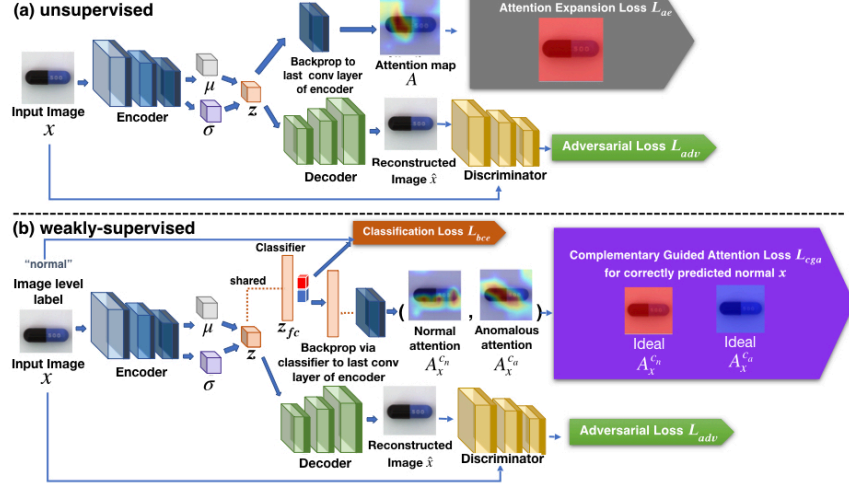 (a) unsupervised
Input Image
x
Encoder
μ
σ
z
Backprop to
last conv layer
of encoder
Attention map
A
Attention Expansion Loss L_ae
Decoder
Reconstructed
Image x̂
Discriminator
Adversarial Loss L_adv
(b) weakly-supervised
"normal"
Image level
label
Input Image
x
Encoder
μ
σ
z
shared
Classifier
z_fc
Classification Loss L_bce
Backprop via
classifier to last conv
layer of encoder
( , )
Normal
attention
A_x^{c_n}
Anomalous
attention
A_x^{c_a}
Complementary Guided Attention Loss L_cga
for correctly predicted normal x
Ideal
A_x^{c_n}
Ideal
A_x^{c_a}
Decoder
Reconstructed
Image x̂
Discriminator
Adversarial Loss L_adv